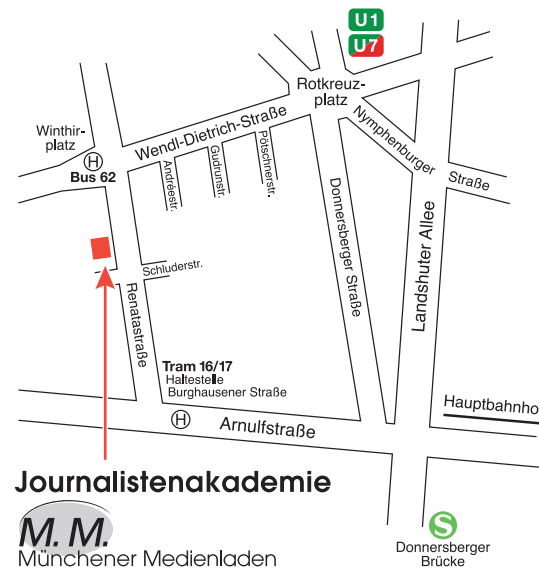 U1
U7
Rotkreuz-
platz
Winthir-
platz
H
Bus 62
Wendl-Dietrich-Straße
Andréestr.
Gudrunstr.
Pötschnerstr.
Nymphenburger
Straße
Donnersberger Straße
Landshuter Allee
Schluderstr.
Renatastraße
Tram 16/17
Haltestelle
Burghausener Straße
H
Arnulfstraße
Hauptbahnho
Journalistenakademie
M. M.
Münchener Medienladen
S
Donnersberger
Brücke